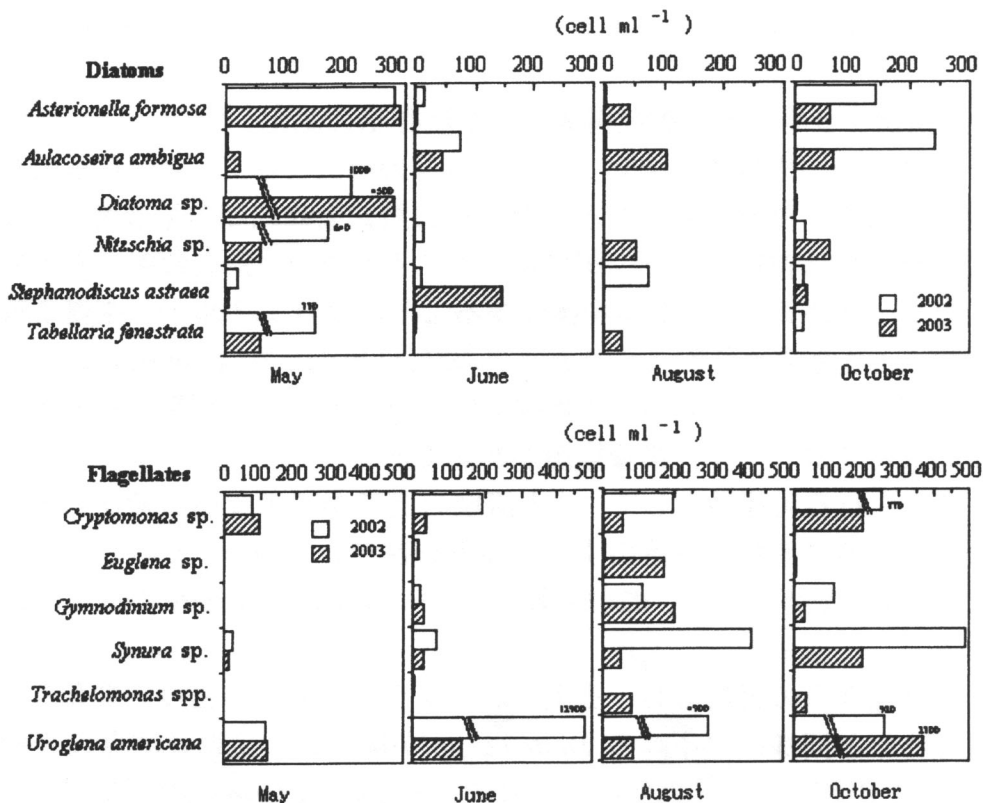 (cell ml -1 )
Diatoms
0 100 200 300
0 100 200 300
0 100 200 300
0 100 200 300
Asterionella formosa
Aulacoseira ambigua
1000
Diatoma sp.
Nitzschia sp.
Stephanodiscus astraea
2002
770
Tabellaria fenestrata
2003
May
June
August
October
(cell ml -1 )
Flagellates
0 100 200 300 400 500
100 200 300 400 500
100 200 300 400 500
100 200 300 400 500
Cryptomonas sp.
770
2002
Euglena sp.
2003
Gymnodinium sp.
Synura sp.
Trachelomonas spp.
Uroglena americana
May
June
August
October